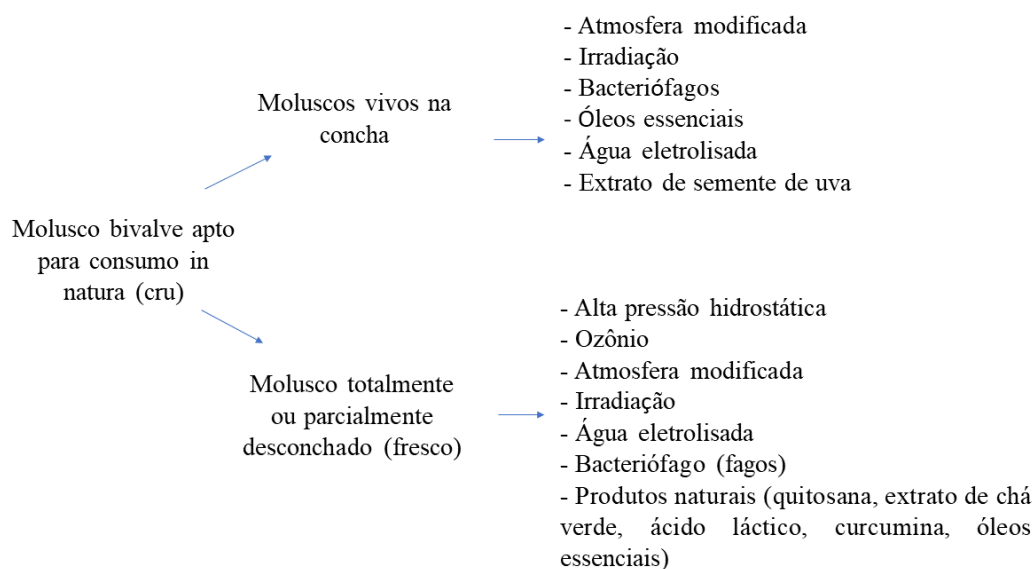 Molusco bivalve apto
para consumo in
natura (cru)
Moluscos vivos na
concha
- Atmosfera modificada
- Irradiação
- Bacteriófagos
- Óleos essenciais
- Água eletrolisada
- Extrato de semente de uva
Molusco totalmente
ou parcialmente
desconchado (fresco)
- Alta pressão hidrostática
- Ozônio
- Atmosfera modificada
- Irradiação
- Água eletrolisada
- Bacteriófago (fagos)
- Produtos naturais (quitosana, extrato de chá
verde, ácido láctico, curcumina, óleos
essenciais)